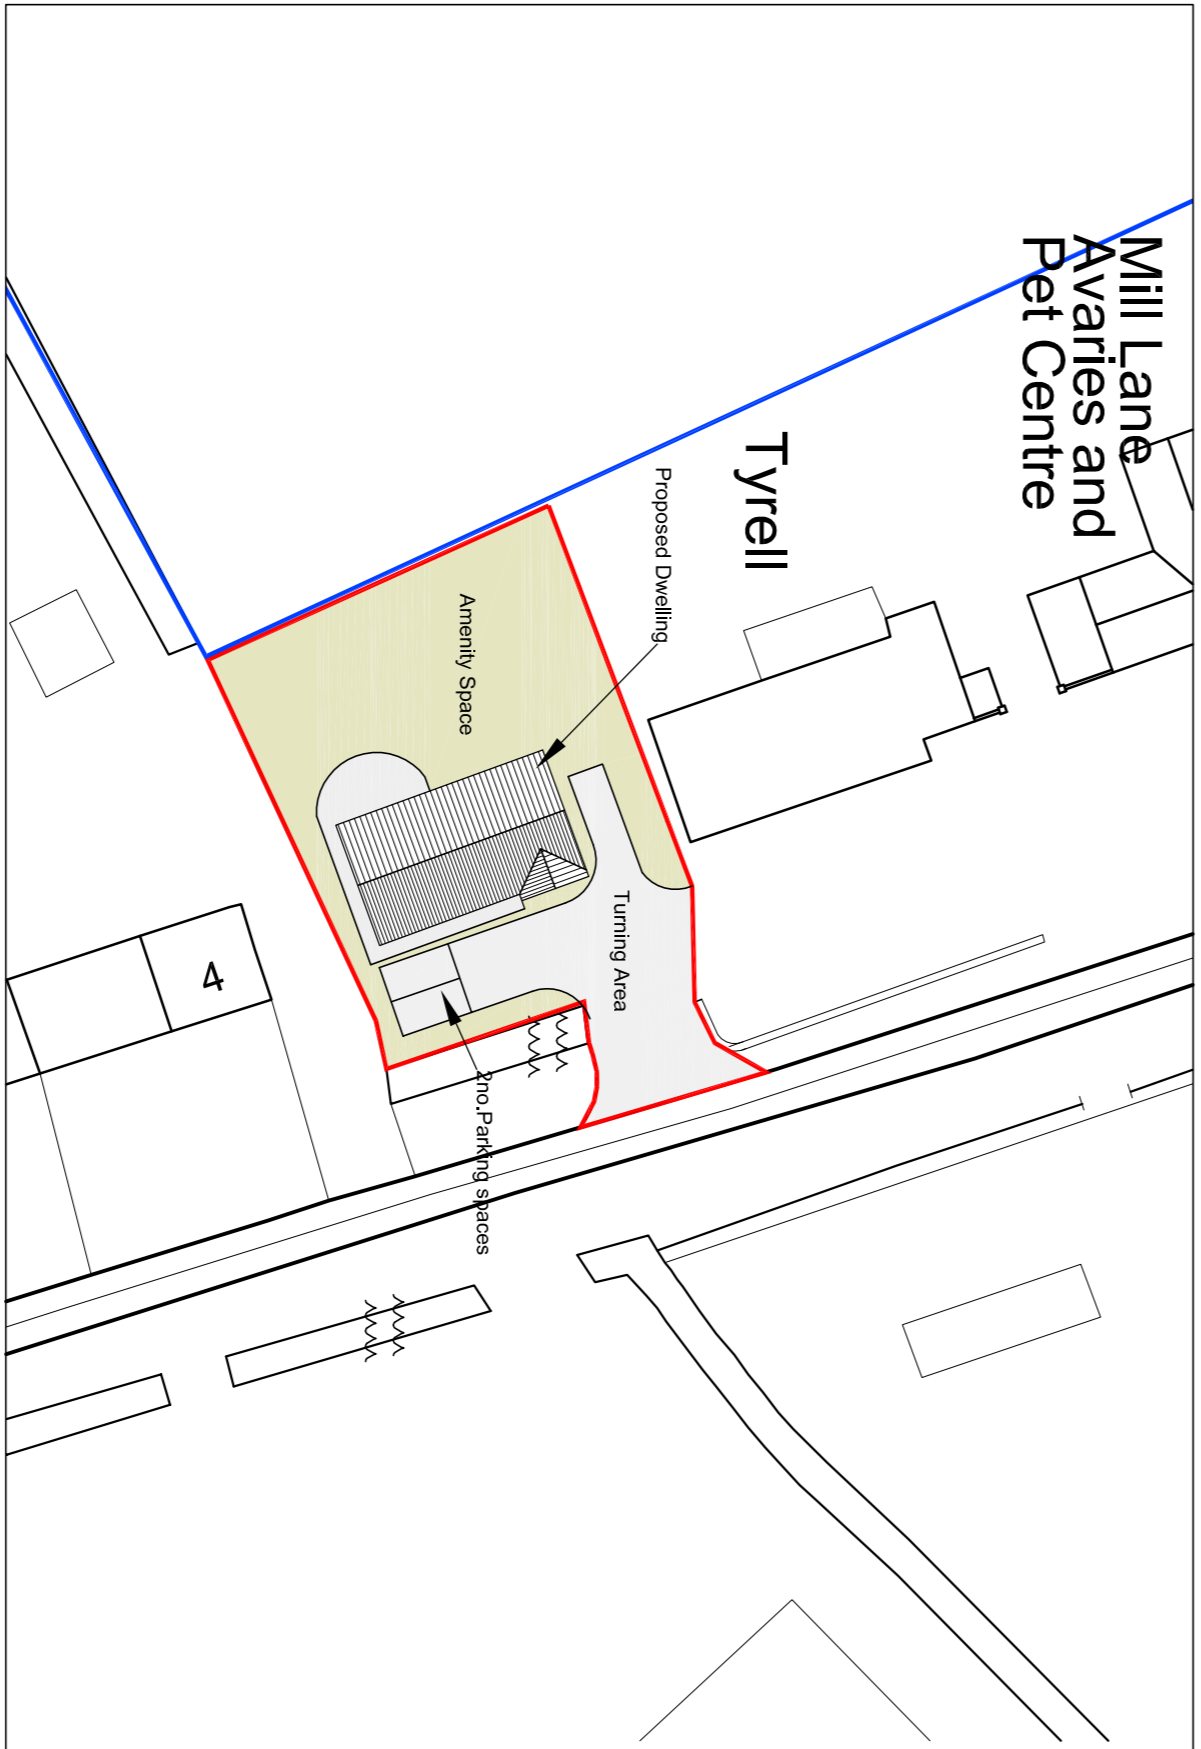 Mill Lane
Avaries and
Pet Centre
Tyrell
Proposed Dwelling
Turning Area
Amenity Space
2no.Parking spaces
4